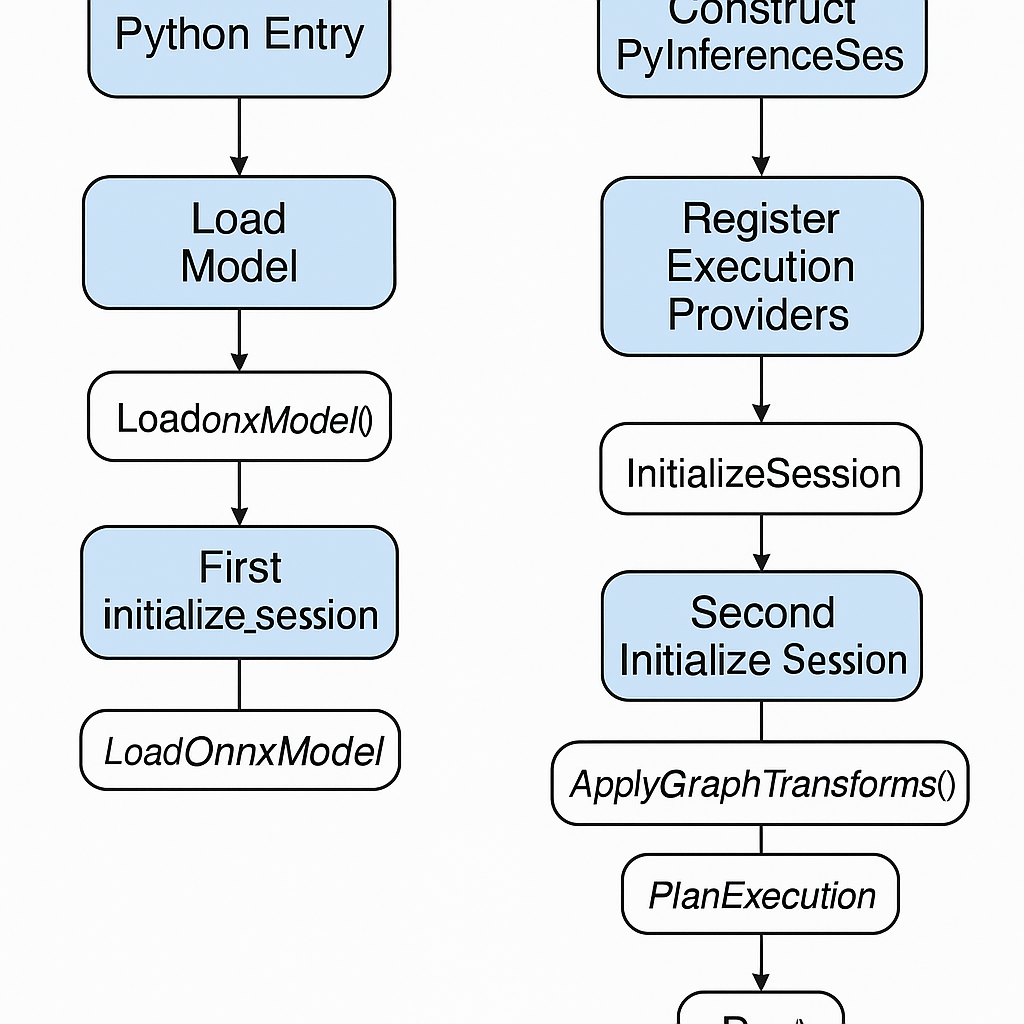 Python Entry
Load
Model
LoadonxModel()
First
initialize_session
LoadOnnxModel
Construct
PyInferenceSes
Register
Execution
Providers
InitializeSession
Second
Initialize Session
ApplyGraphTransforms()
PlanExecution